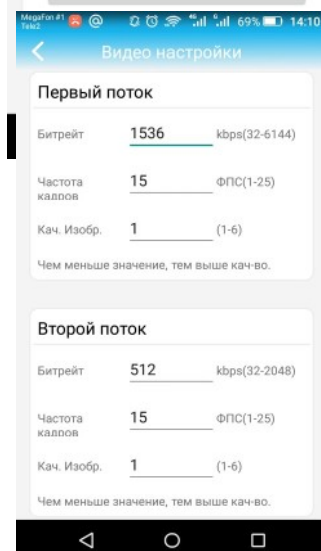 MegaFon #1
Tele2
69% 14:10
Видео настройки
Первый поток
Битрейт 1536 kbps(32-6144)
Частота кадров 15 ФПС(1-25)
Кач. Изобр. 1 (1-6)
Чем меньше значение, тем выше кач-во.
Второй поток
Битрейт 512 kbps(32-2048)
Частота кадров 15 ФПС(1-25)
Кач. Изобр. 1 (1-6)
Чем меньше значение, тем выше кач-во.